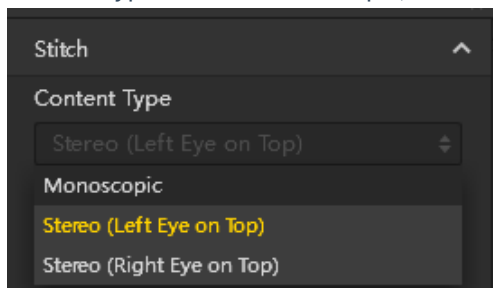 Stitch
Content Type
Stereo (Left Eye on Top)
Monoscopic
Stereo (Left Eye on Top)
Stereo (Right Eye on Top)